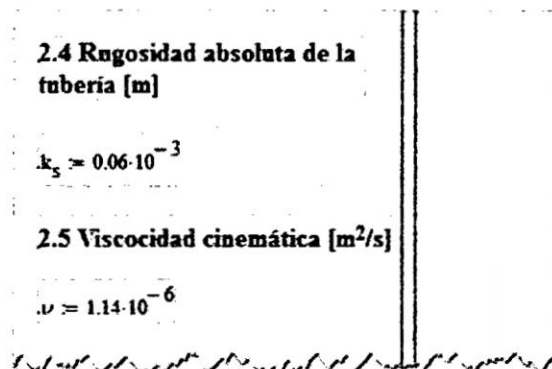 2.4 Rugosidad absoluta de la
tubería [m]
k_s := 0.06·10^-3
2.5 Viscocidad cinemática [m²/s]
ν := 1.14·10^-6